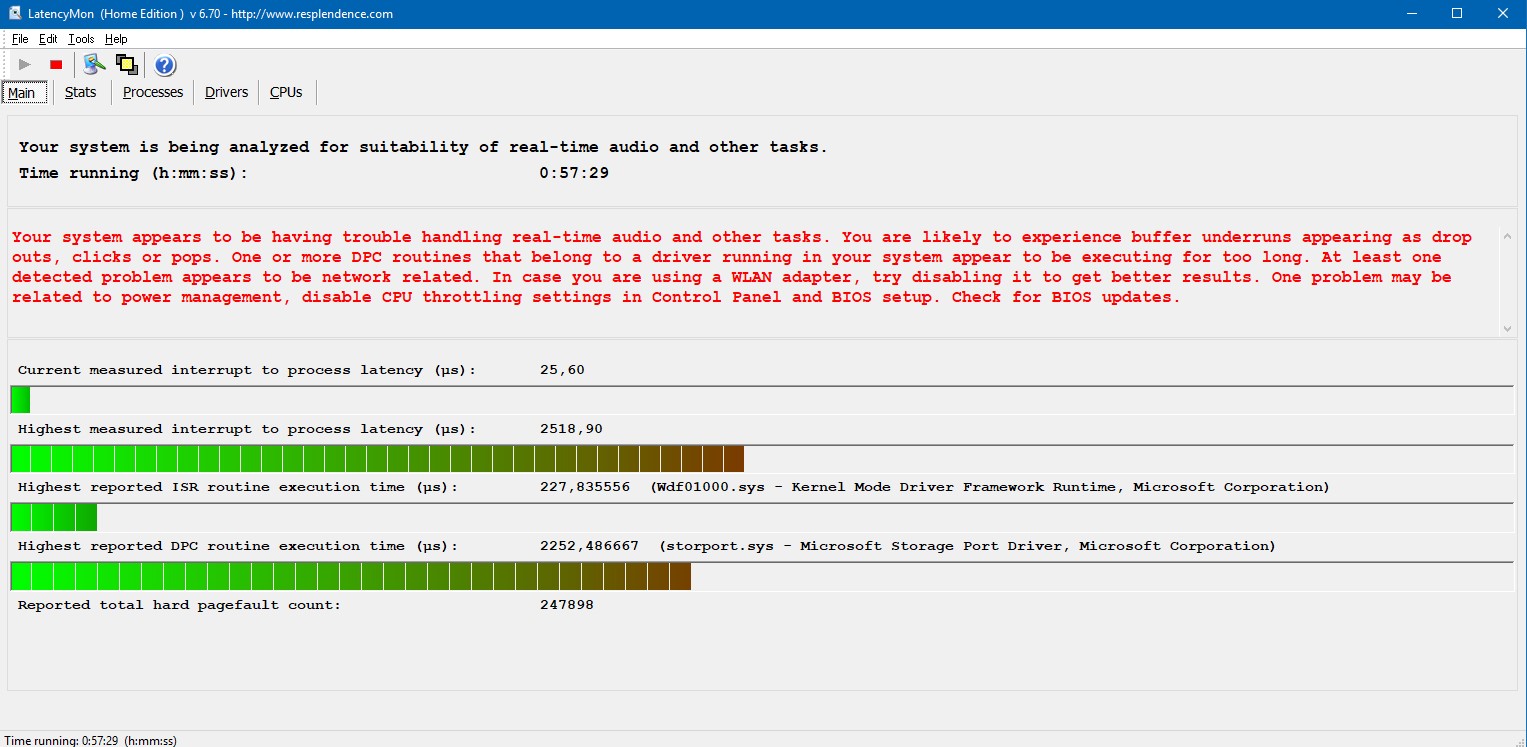 LatencyMon (Home Edition ) v 6.70 - http://www.resplendence.com
File Edit Tools Help
Main Stats Processes Drivers CPUs
Your system is being analyzed for suitability of real-time audio and other tasks.
Time running (h:mm:ss): 0:57:29
Your system appears to be having trouble handling real-time audio and other tasks. You are likely to experience buffer underruns appearing as drop
outs, clicks or pops. One or more DPC routines that belong to a driver running in your system appear to be executing for too long. At least one
detected problem appears to be network related. In case you are using a WLAN adapter, try disabling it to get better results. One problem may be
related to power management, disable CPU throttling settings in Control Panel and BIOS setup. Check for BIOS updates.
Current measured interrupt to process latency (µs): 25,60
Highest measured interrupt to process latency (µs): 2518,90
Highest reported ISR routine execution time (µs): 227,835556 (Wdf01000.sys - Kernel Mode Driver Framework Runtime, Microsoft Corporation)
Highest reported DPC routine execution time (µs): 2252,486667 (storport.sys - Microsoft Storage Port Driver, Microsoft Corporation)
Reported total hard pagefault count: 247898
Time running: 0:57:29 (h:mm:ss)